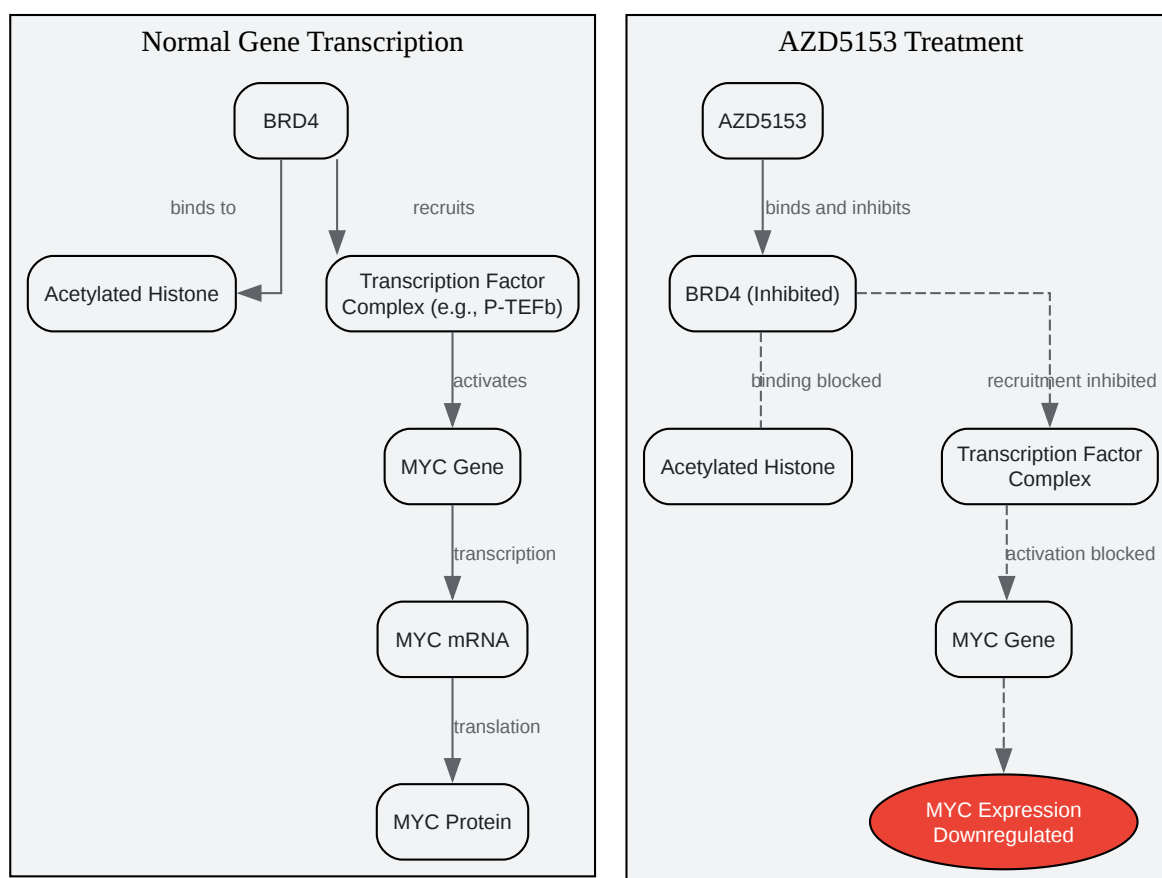 Normal Gene Transcription
BRD4
binds to
recruits
Acetylated Histone
Transcription Factor
Complex (e.g., P-TEFb)
activates
MYC Gene
transcription
MYC mRNA
translation
MYC Protein
AZD5153 Treatment
AZD5153
binds and inhibits
BRD4 (Inhibited)
binding blocked
recruitment inhibited
Acetylated Histone
Transcription Factor
Complex
activation blocked
MYC Gene
MYC Expression
Downregulated